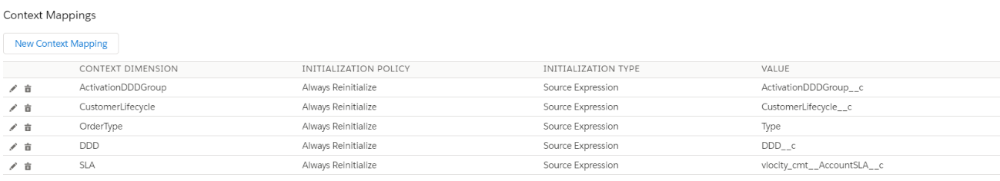 Context Mappings
New Context Mapping
CONTEXT DIMENSION INITIALIZATION POLICY INITIALIZATION TYPE VALUE
ActivationDDDGroup Always Reinitialize Source Expression ActivationDDDGroup__c
CustomerLifecycle Always Reinitialize Source Expression CustomerLifecycle__c
OrderType Always Reinitialize Source Expression Type
DDD Always Reinitialize Source Expression DDD__c
SLA Always Reinitialize Source Expression vlocity_cmt__AccountSLA__c